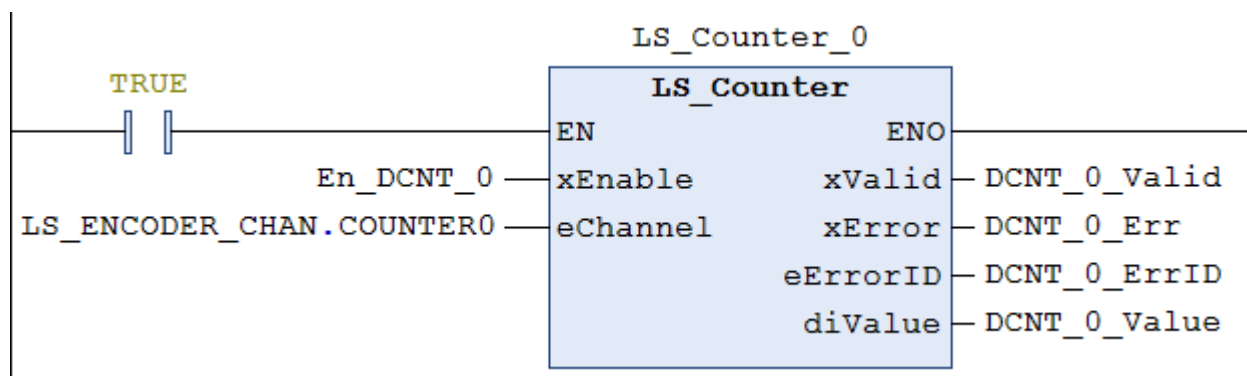 LS_Counter_0
TRUE
LS_Counter
EN ENO
En_DCNT_0 xEnable xValid DCNT_0_Valid
LS_ENCODER_CHAN.COUNTER0 eChannel xError DCNT_0_Err
eErrorID DCNT_0_ErrID
diValue DCNT_0_Value